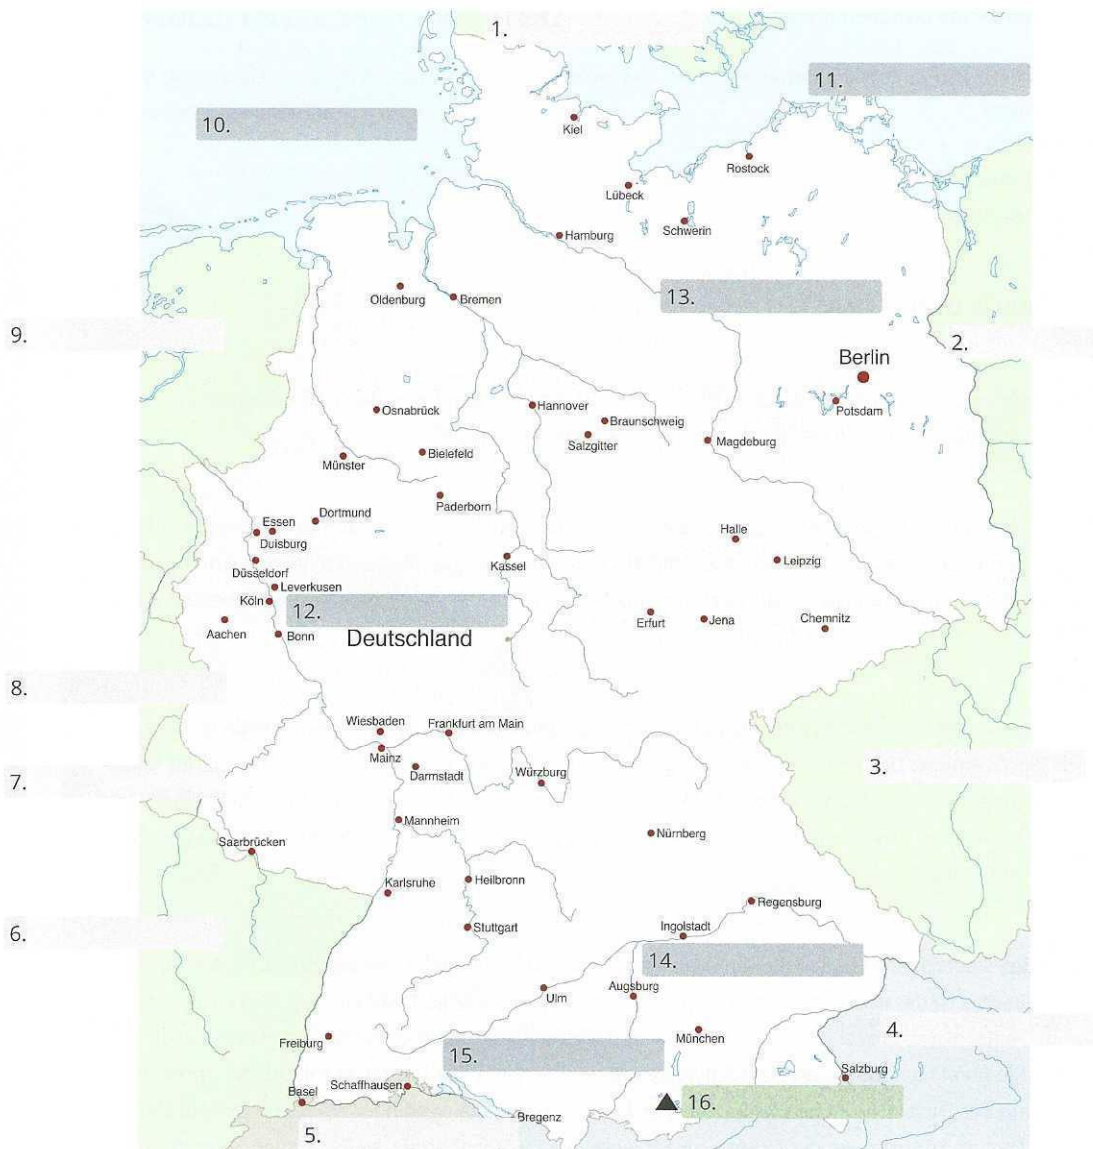 1.
11.
10.
Kiel
Rostock
Lübeck
Schwerin
Hamburg
13.
Oldenburg
Bremen
9.
2.
Berlin
Potsdam
Hannover
Osnabrück
Braunschweig
Salzgitter
Magdeburg
Bielefeld
Münster
Paderborn
Dortmund
Essen
Duisburg
Halle
Leipzig
Kassel
Düsseldorf
Leverkusen
Köln
12.
Erfurt
Jena
Chemnitz
Aachen
Bonn
Deutschland
8.
Wiesbaden
Frankfurt am Main
Mainz
Darmstadt
Würzburg
3.
7.
Mannheim
Nürnberg
Saarbrücken
Karlsruhe
Heilbronn
Regensburg
Stuttgart
Ingolstadt
6.
14.
Augsburg
Ulm
4.
München
Freiburg
15.
Salzburg
Schaffhausen
Basel
16.
Bregenz
5.